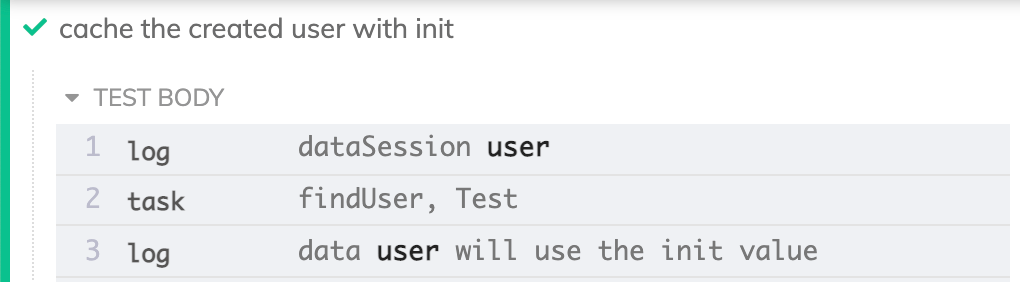 cache the created user with init
TEST BODY
1 log dataSession user
2 task findUser, Test
3 log data user will use the init value